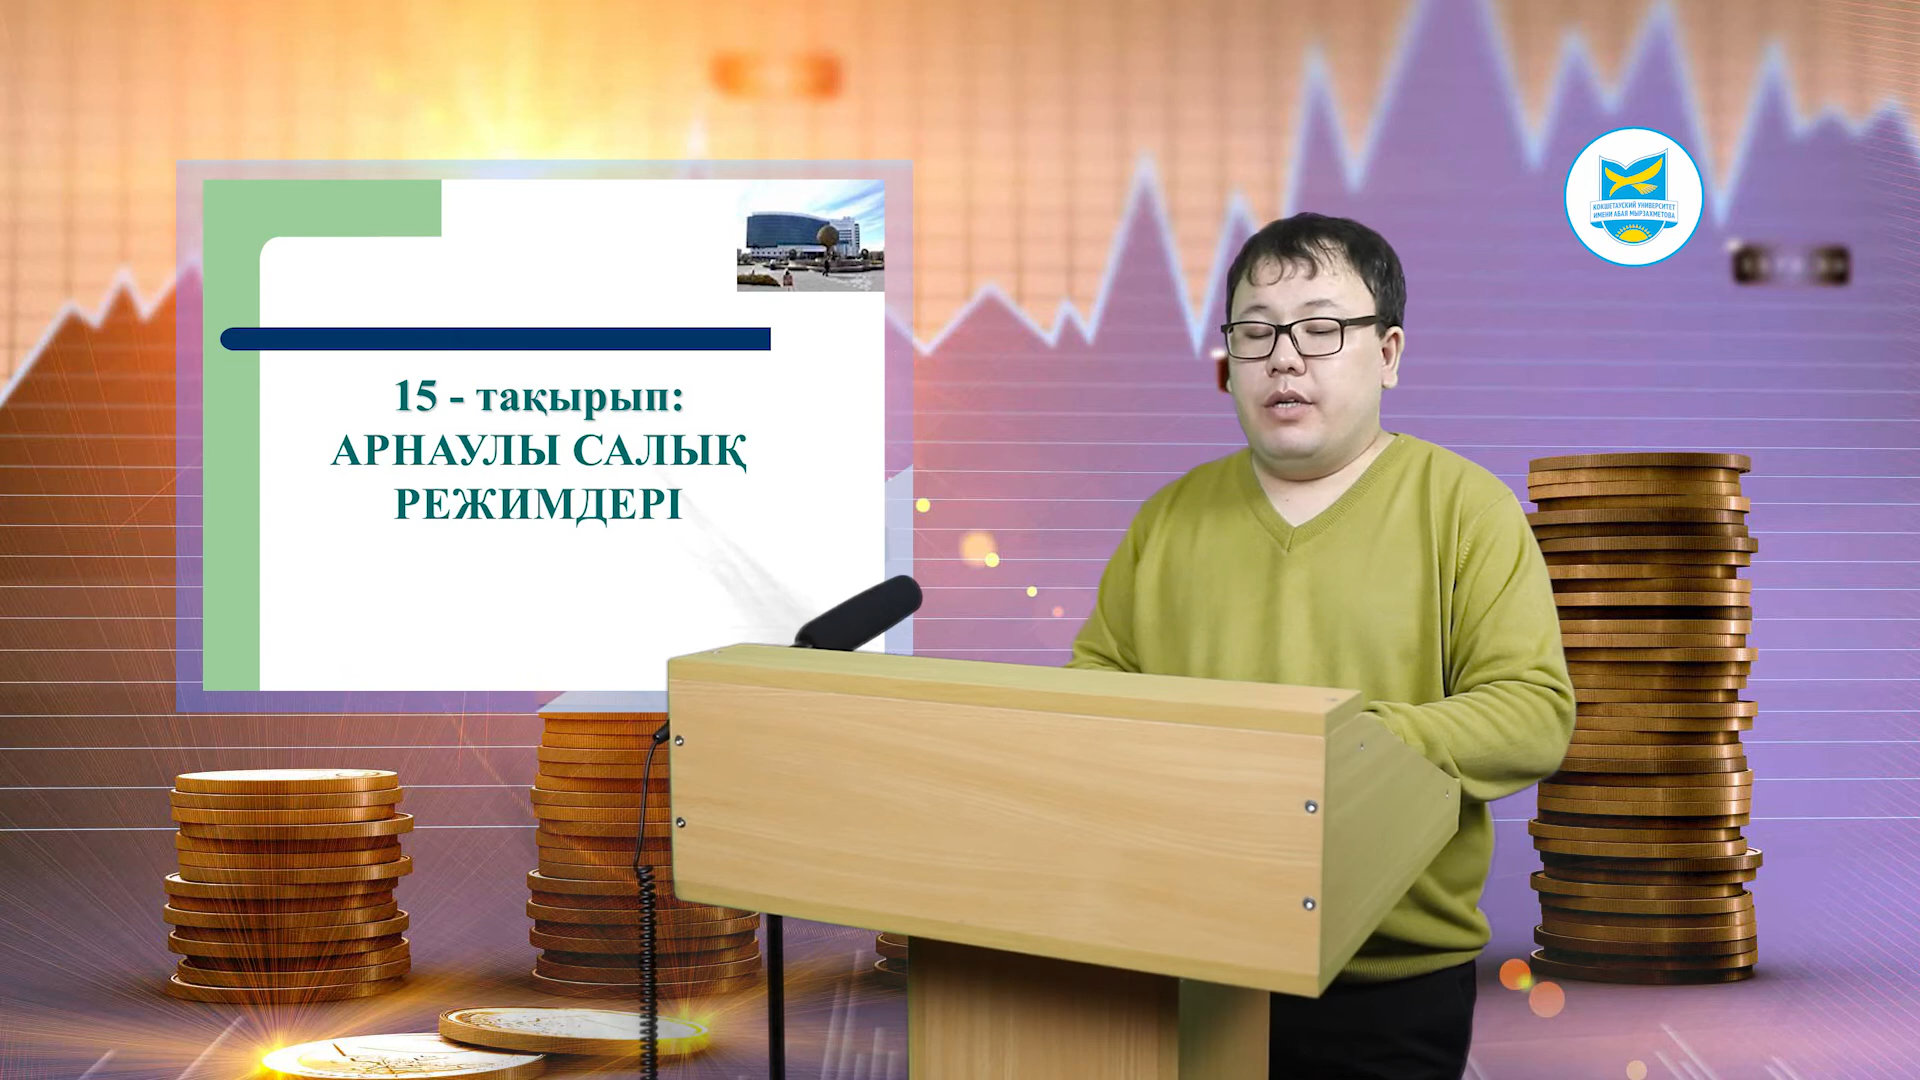 15 - тақырып:
АРНАУЛЫ САЛЫҚ
РЕЖИМДЕРІ
КОКШЕТАУСКИЙ УНИВЕРСИТЕТ
ИМЕНИ АБАЯ МЫРЗАХМЕТОВА